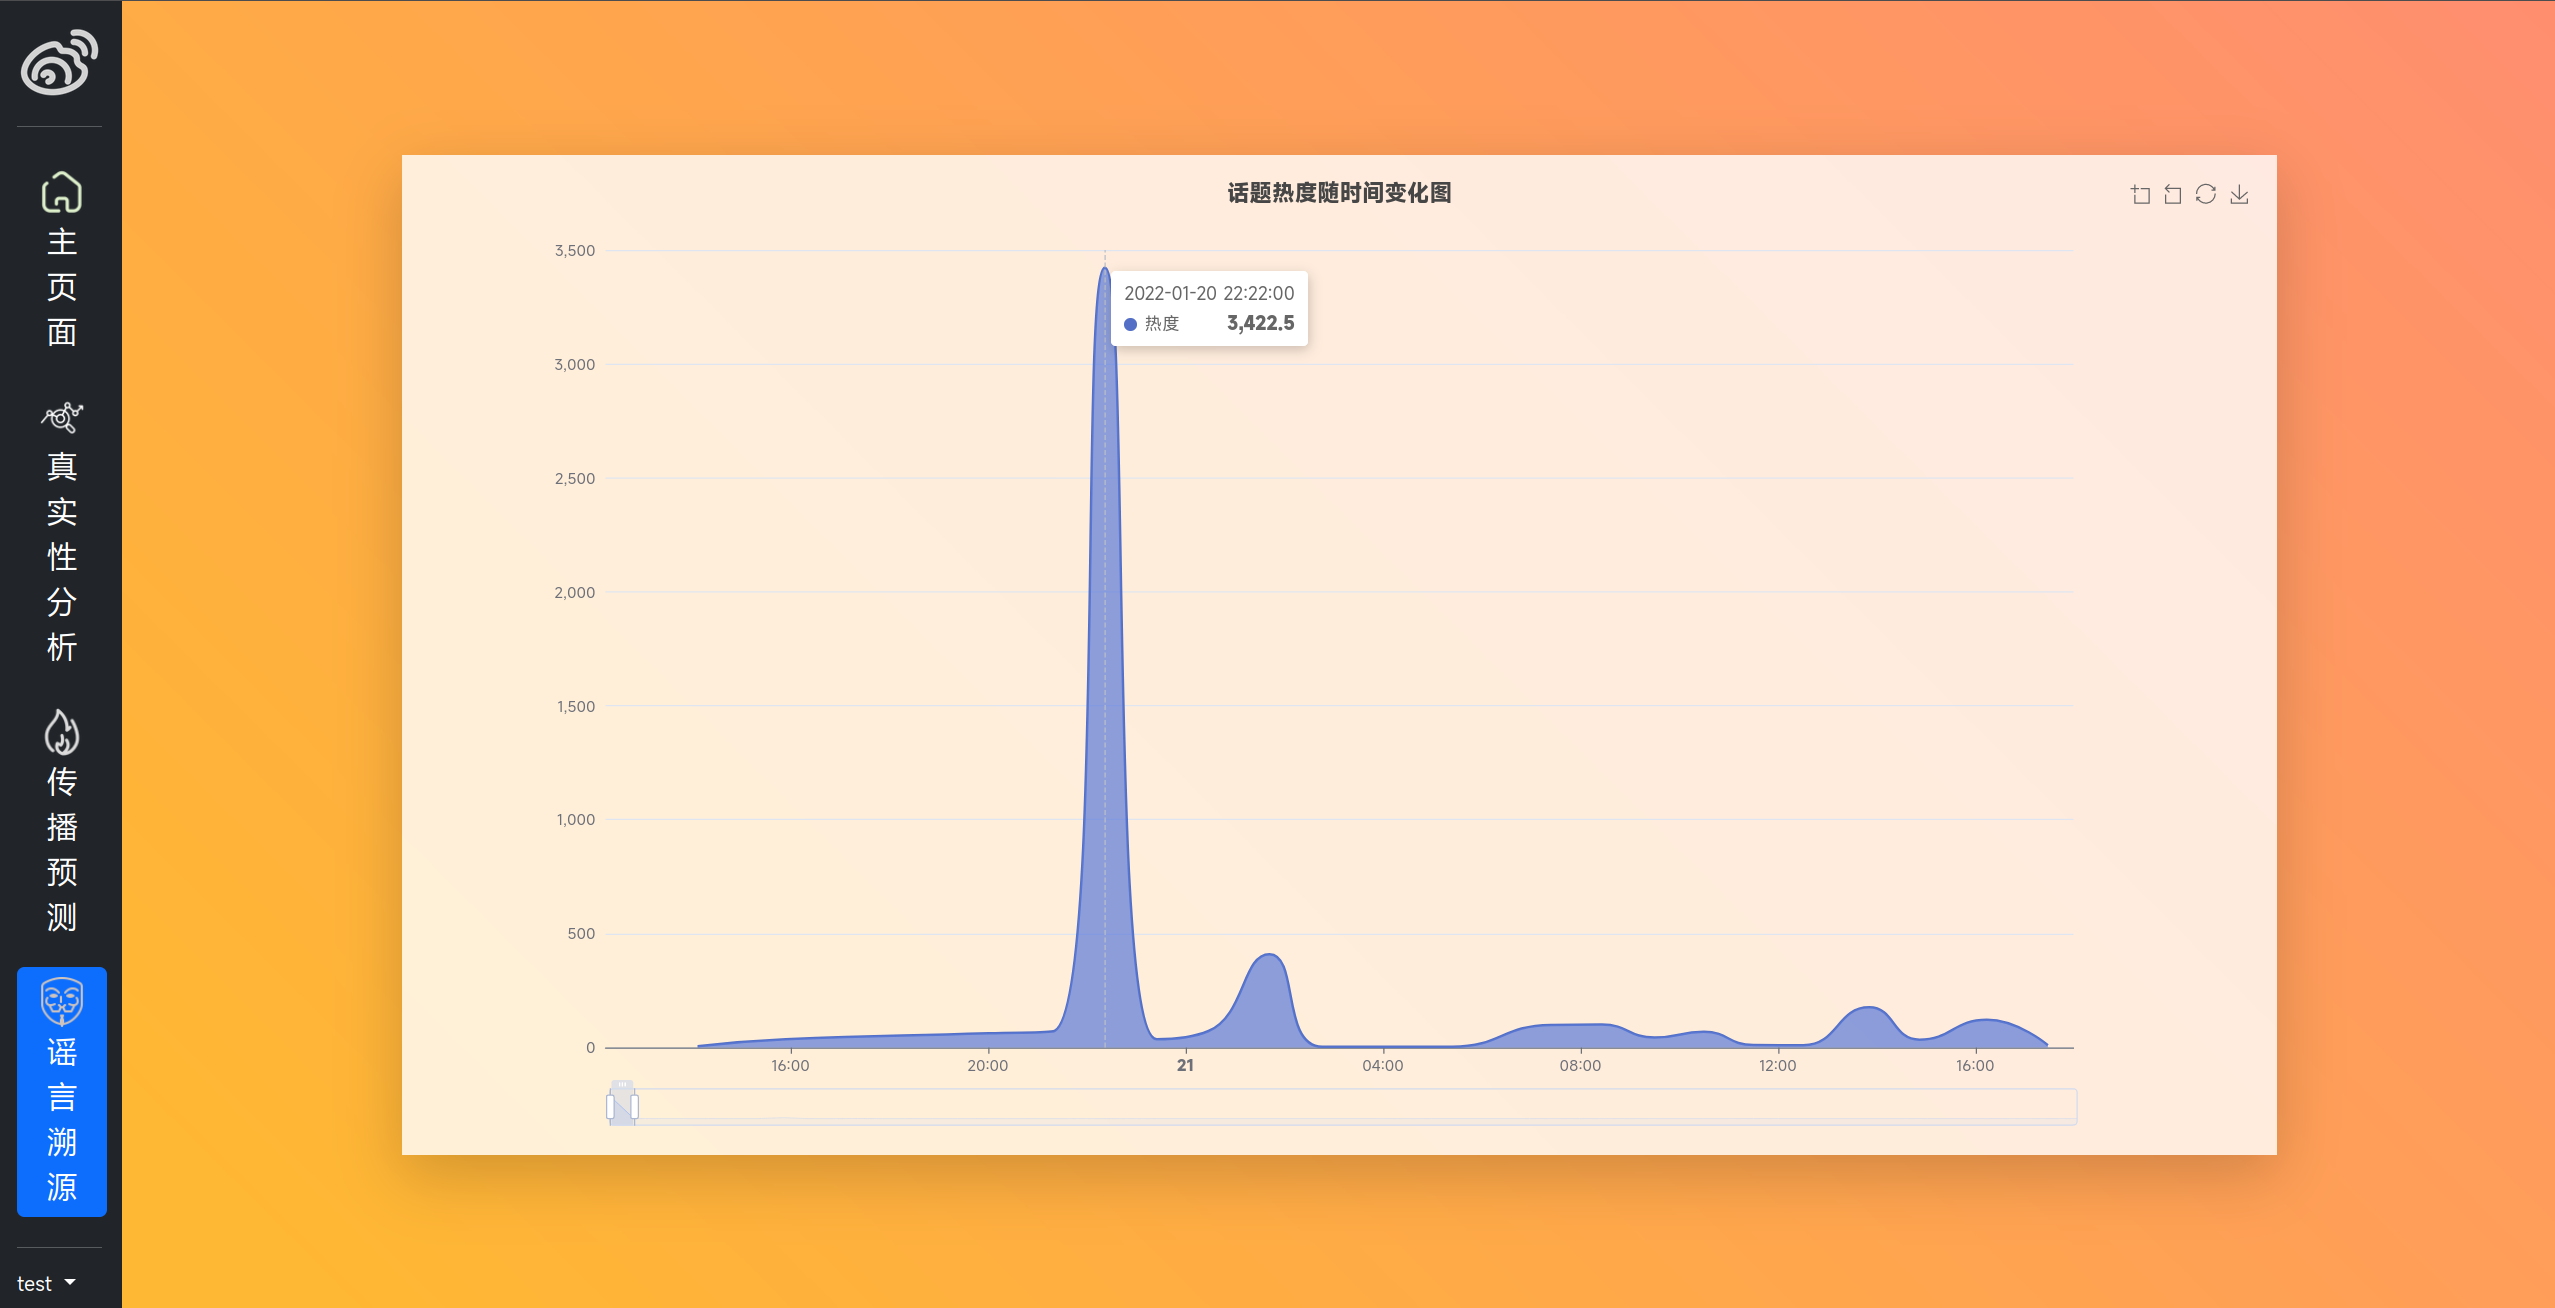 主
页
面
真
实
性
分
析
传
播
预
测
谣
言
溯
源
test
话题热度随时间变化图
3,500
3,000
2,500
2,000
1,500
1,000
500
0
2022-01-20 22:22:00
热度 3,422.5
16:00 20:00 21 04:00 08:00 12:00 16:00